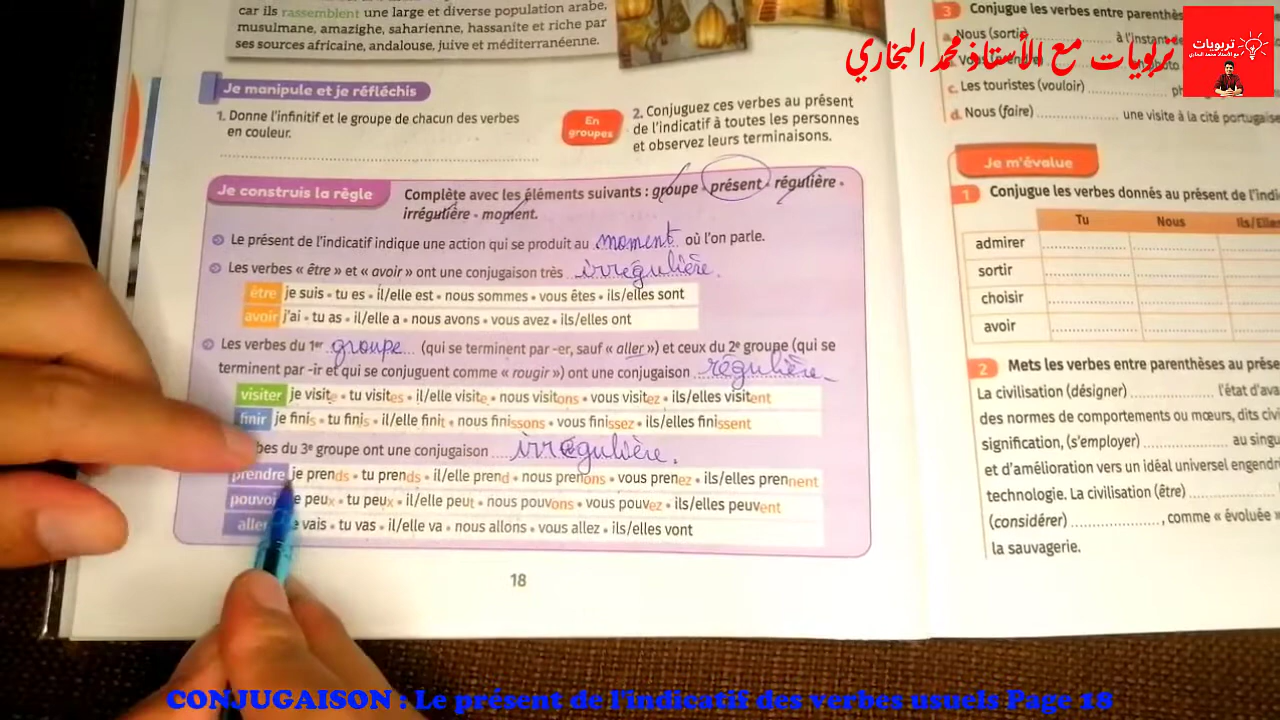 car ils rassemblent une large et diverse population arabe,
musulmane, amazighe, saharienne, hassanite et riche par
ses sources africaine, andalouse, juive et méditerranéenne.
Je manipule et je réfléchis
1. Donne l'infinitif et le groupe de chacun des verbes
en couleur.
En
groupes
2. Conjuguez ces verbes au présent
de l'indicatif à toutes les personnes
et observez leurs terminaisons.
Je construis la règle
Complète avec les éléments suivants : groupe - présent - régulière -
irrégulière - moment.
Le présent de l'indicatif indique une action qui se produit au moment où l'on parle.
Les verbes « être » et « avoir » ont une conjugaison très irrégulière.
être je suis • tu es • il/elle est • nous sommes • vous êtes • ils/elles sont
avoir j'ai • tu as • il/elle a • nous avons • vous avez • ils/elles ont
Les verbes du 1er groupe (qui se terminent par -er, sauf « aller ») et ceux du 2e groupe (qui se
terminent par -ir et qui se conjuguent comme « rougir ») ont une conjugaison régulière
visiter je visite • tu visites • il/elle visite • nous visitons • vous visitez • ils/elles visitent
finir je finis • tu finis • il/elle finit • nous finissons • vous finissez • ils/elles finissent
bes du 3e groupe ont une conjugaison irrégulière.
prendre je prends • tu prends • il/elle prend • nous prenons • vous prenez • ils/elles prennent
pouvoi e peux • tu peux • il/elle peut • nous pouvons • vous pouvez • ils/elles peuvent
aller e vais • tu vas • il/elle va • nous allons • vous allez • ils/elles vont
18
3 Conjugue les verbes entre parenthès
a. Nous (sortir à l'instant de
c. Les touristes (vouloir)
d. Nous (faire) une visite à la cité portugaise
تربويات مع الأستاذ محمد البخاري
تربويات
مع الأستاذ محمد البخاري
Je m'évalue
1 Conjugue les verbes donnés au présent de l'indi
Tu Nous Ils/Elles
admirer
sortir
choisir
avoir
2 Mets les verbes entre parenthèses au prése
La civilisation (désigner) l'état d'ava
des normes de comportements ou mœurs, dits civi
signification, (s'employer) au singu
et d'amélioration vers un idéal universel engendr
technologie. La civilisation (être)
(considérer) , comme « évoluée »
la sauvagerie.
CONJUGAISON : Le présent de l'indicatif des verbes usuels Page 18